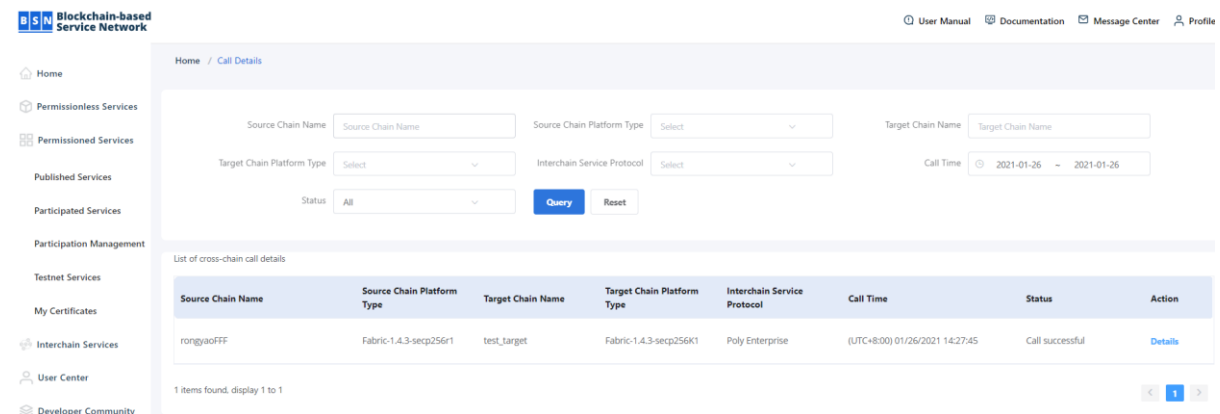 BSN Blockchain-based
Service Network
User Manual Documentation Message Center Profile
Home / Call Details
Home
Permissionless Services
Permissioned Services
Published Services
Participated Services
Participation Management
Testnet Services
My Certificates
Interchain Services
User Center
Developer Community
Source Chain Name Source Chain Name Source Chain Platform Type Select Target Chain Name Target Chain Name
Target Chain Platform Type Select Interchain Service Protocol Select Call Time 2021-01-26 ~ 2021-01-26
Status All Query Reset
List of cross-chain call details
Source Chain Name Source Chain Platform Type Target Chain Name Target Chain Platform Type Interchain Service Protocol Call Time Status Action
rongyaoFFF Fabric-1.4.3-secp256r1 test_target Fabric-1.4.3-secp256K1 Poly Enterprise (UTC+8:00) 01/26/2021 14:27:45 Call successful Details
1 items found, display 1 to 1
< 1 >